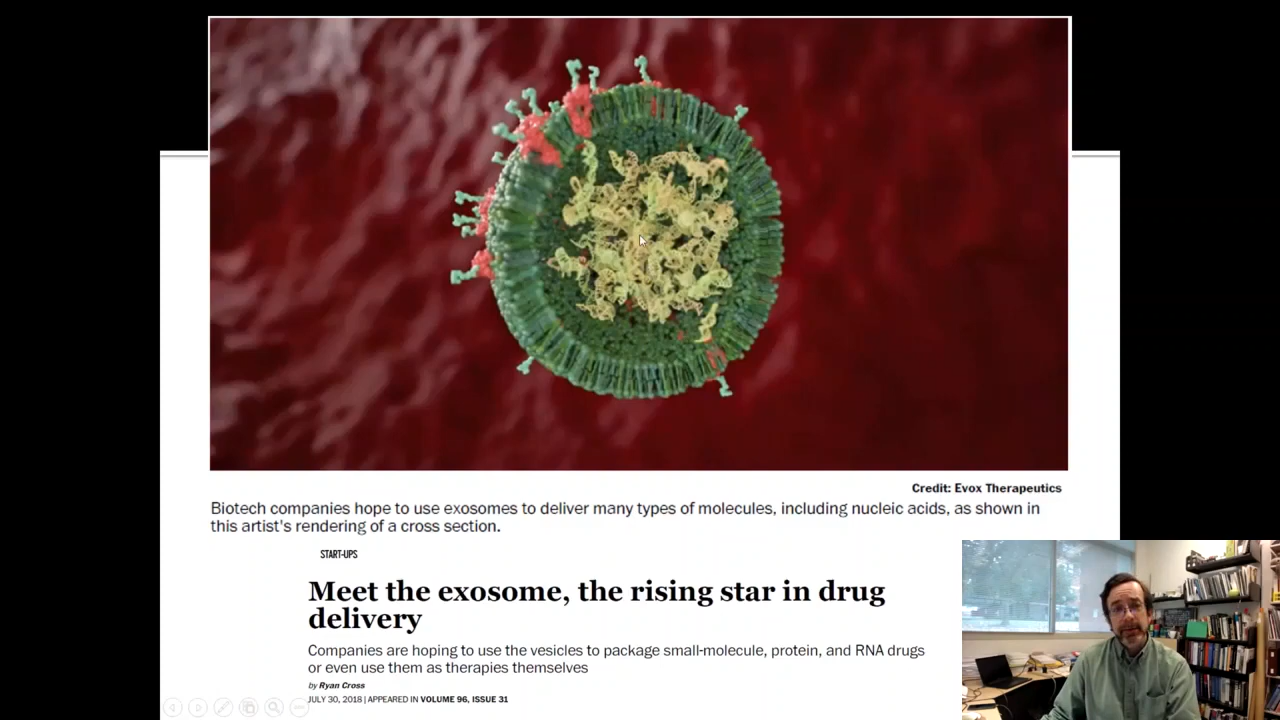 Credit: Evox Therapeutics
Biotech companies hope to use exosomes to deliver many types of molecules, including nucleic acids, as shown in
this artist's rendering of a cross section.
START-UPS
Meet the exosome, the rising star in drug
delivery
Companies are hoping to use the vesicles to package small-molecule, protein, and RNA drugs
or even use them as therapies themselves
by Ryan Cross
JULY 30, 2018 | APPEARED IN VOLUME 96, ISSUE 31